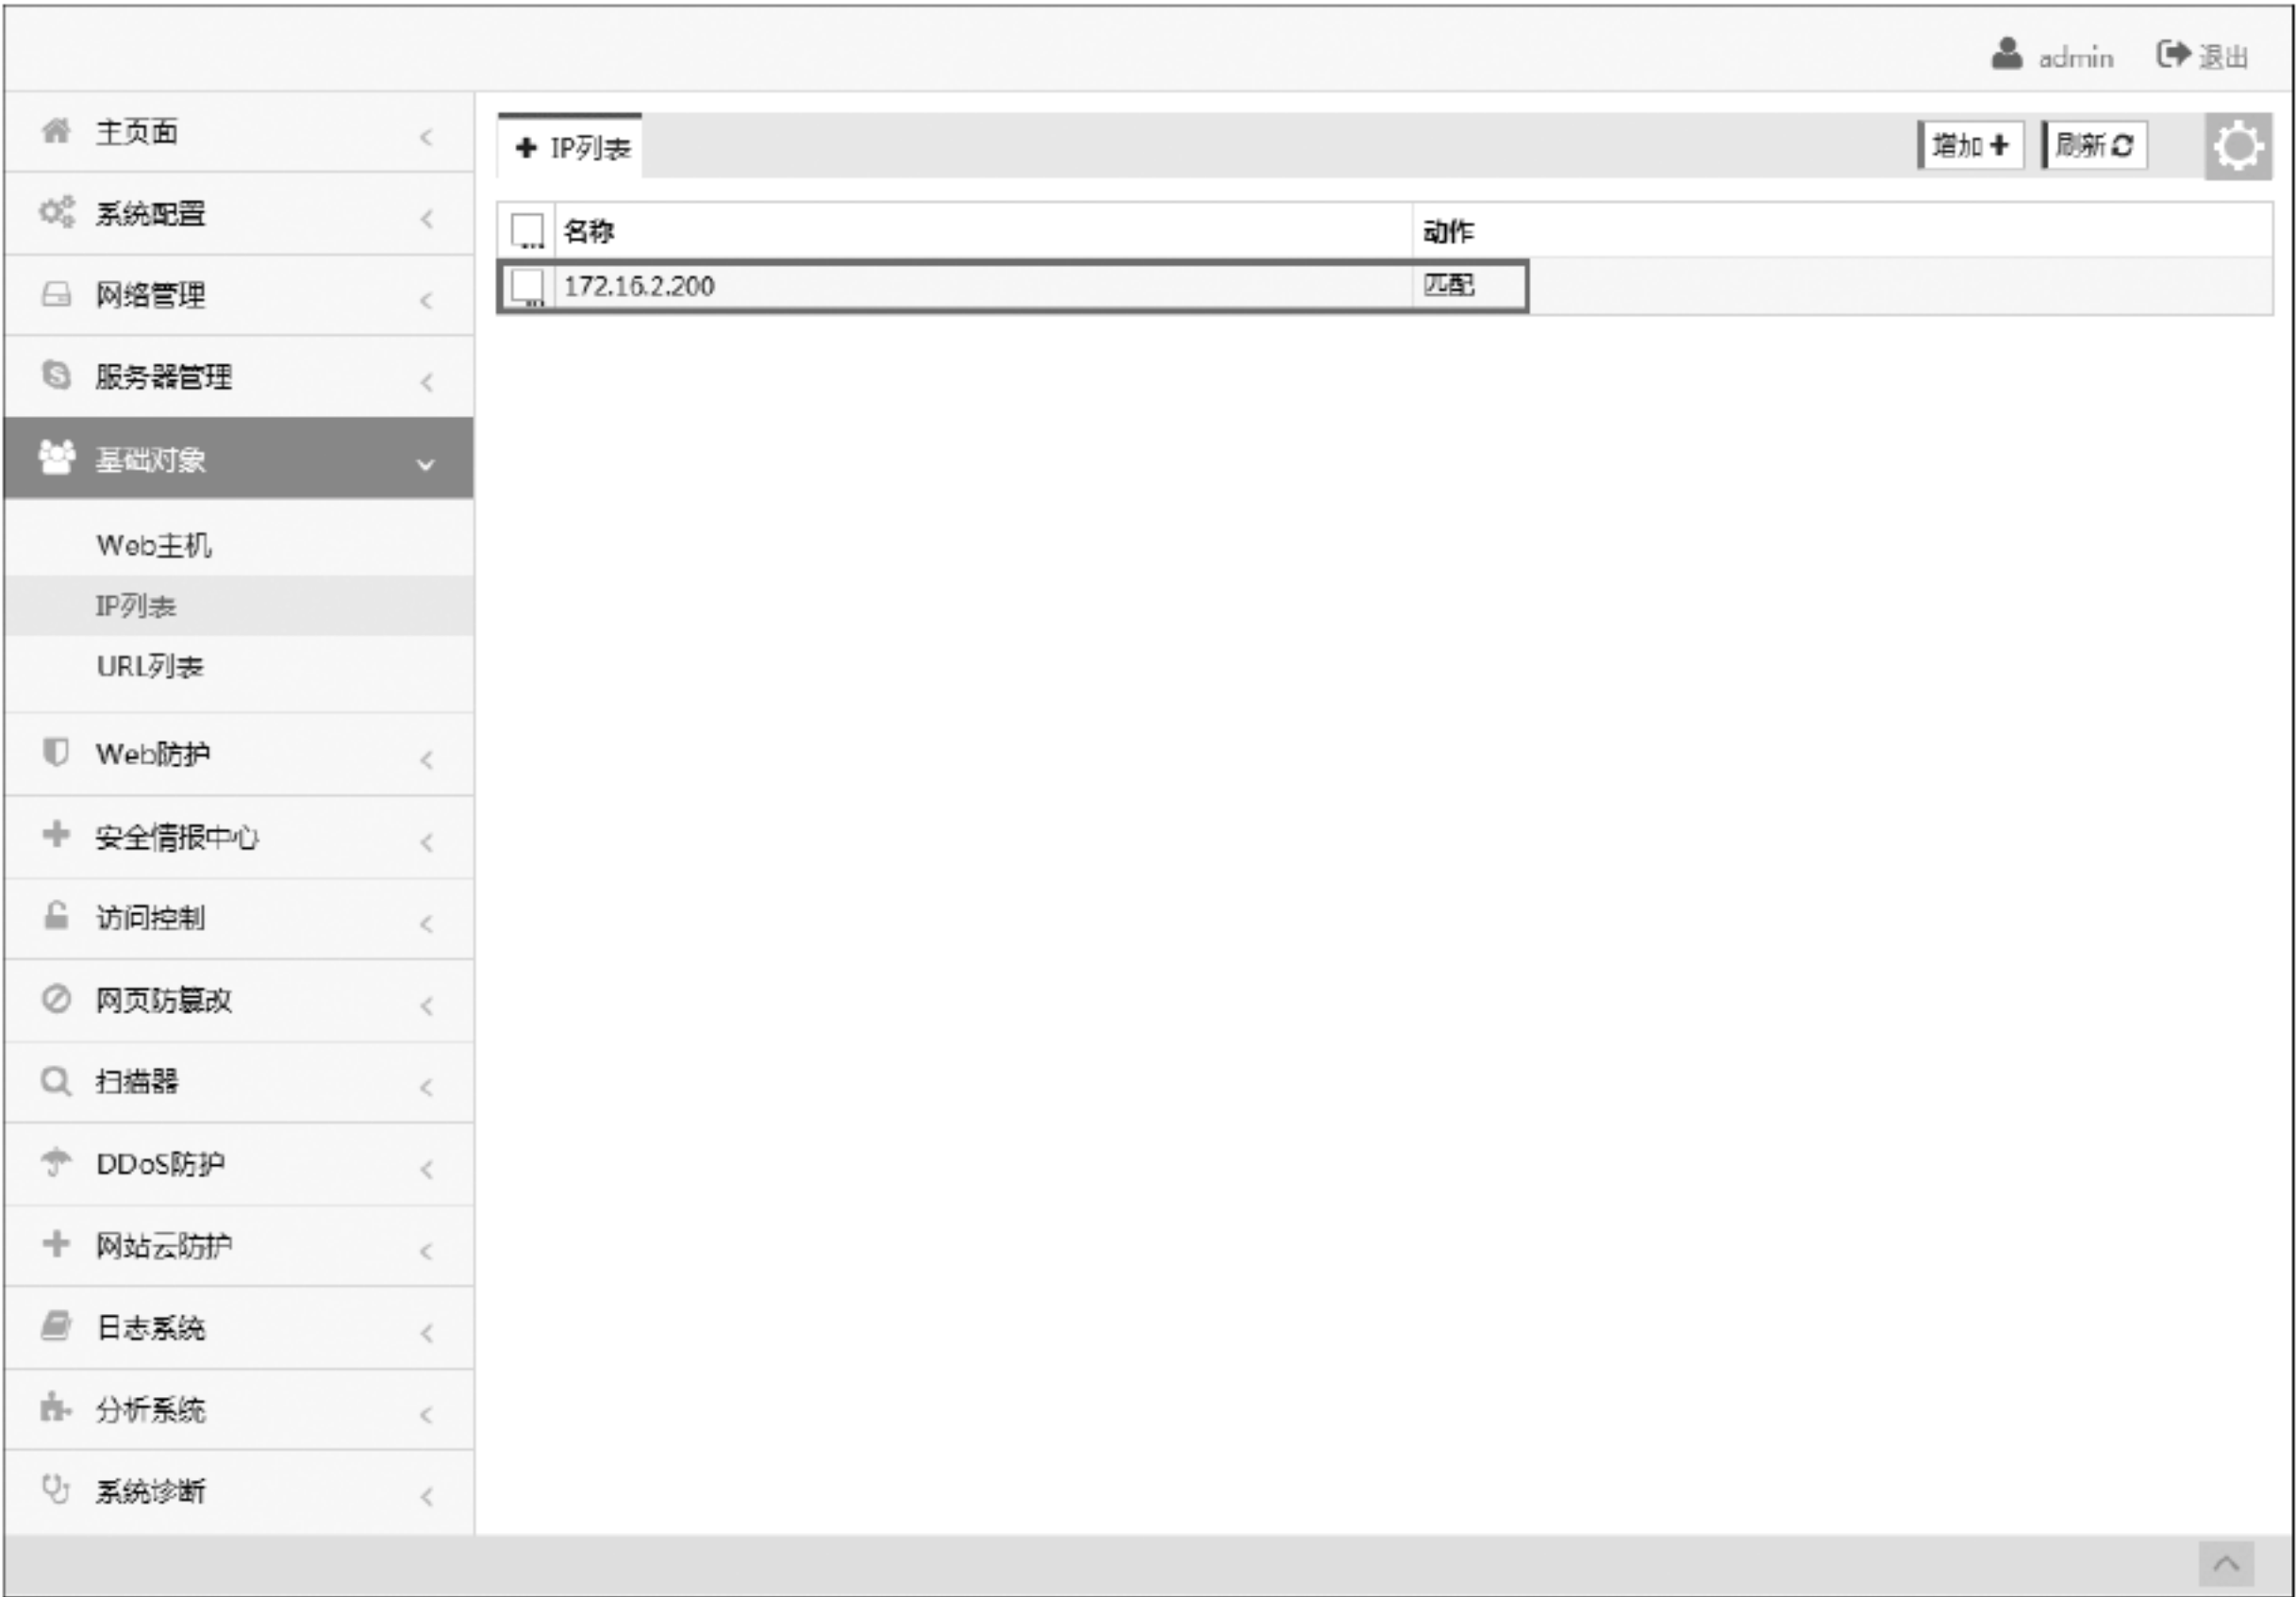 admin 退出
主页面
系统配置
网络管理
服务器管理
基础对象
Web主机
IP列表
URL列表
Web防护
安全情报中心
访问控制
网页防篡改
扫描器
DDoS防护
网站云防护
日志系统
分析系统
系统诊断
IP列表
增加 刷新
名称 动作
172.16.2.200 匹配